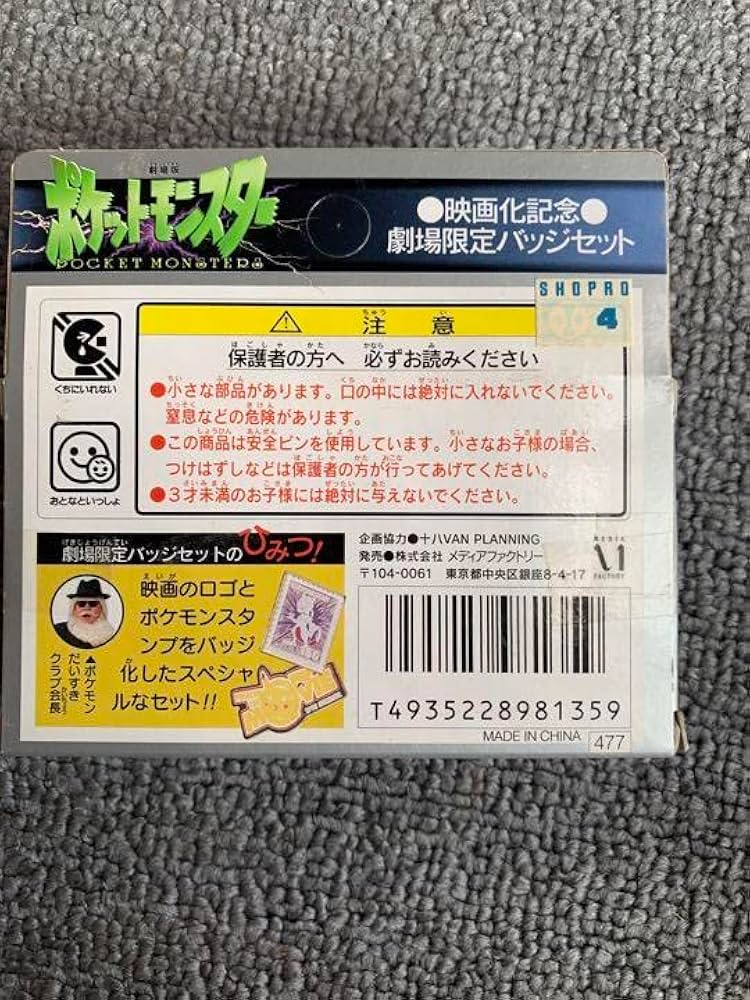 劇場版
ポケットモンスター
POCKET MONSTERS
●映画化記念●
劇場限定バッジセット
SHOPRO
4
くちにいれない
おとなといっしょ
⚠ 注意
保護者の方へ 必ずお読みください
●小さな部品があります。口の中には絶対に入れないでください。
窒息などの危険があります。
●この商品は安全ピンを使用しています。小さなお子様の場合、
つけはずしなどは保護者の方が行ってあげてください。
●3才未満のお子様には絶対に与えないでください。
劇場限定バッジセットのひみつ!
映画のロゴと
ポケモンスタ
ンプをバッジ
化したスペシャ
ルなセット!!
▲ポケモン
だいすき
クラブ会長
企画協力●十八VAN PLANNING
発売●株式会社 メディアファクトリー
〒104-0061 東京都中央区銀座8-4-17
MEDIA
FACTORY
T4935228981359
MADE IN CHINA
477